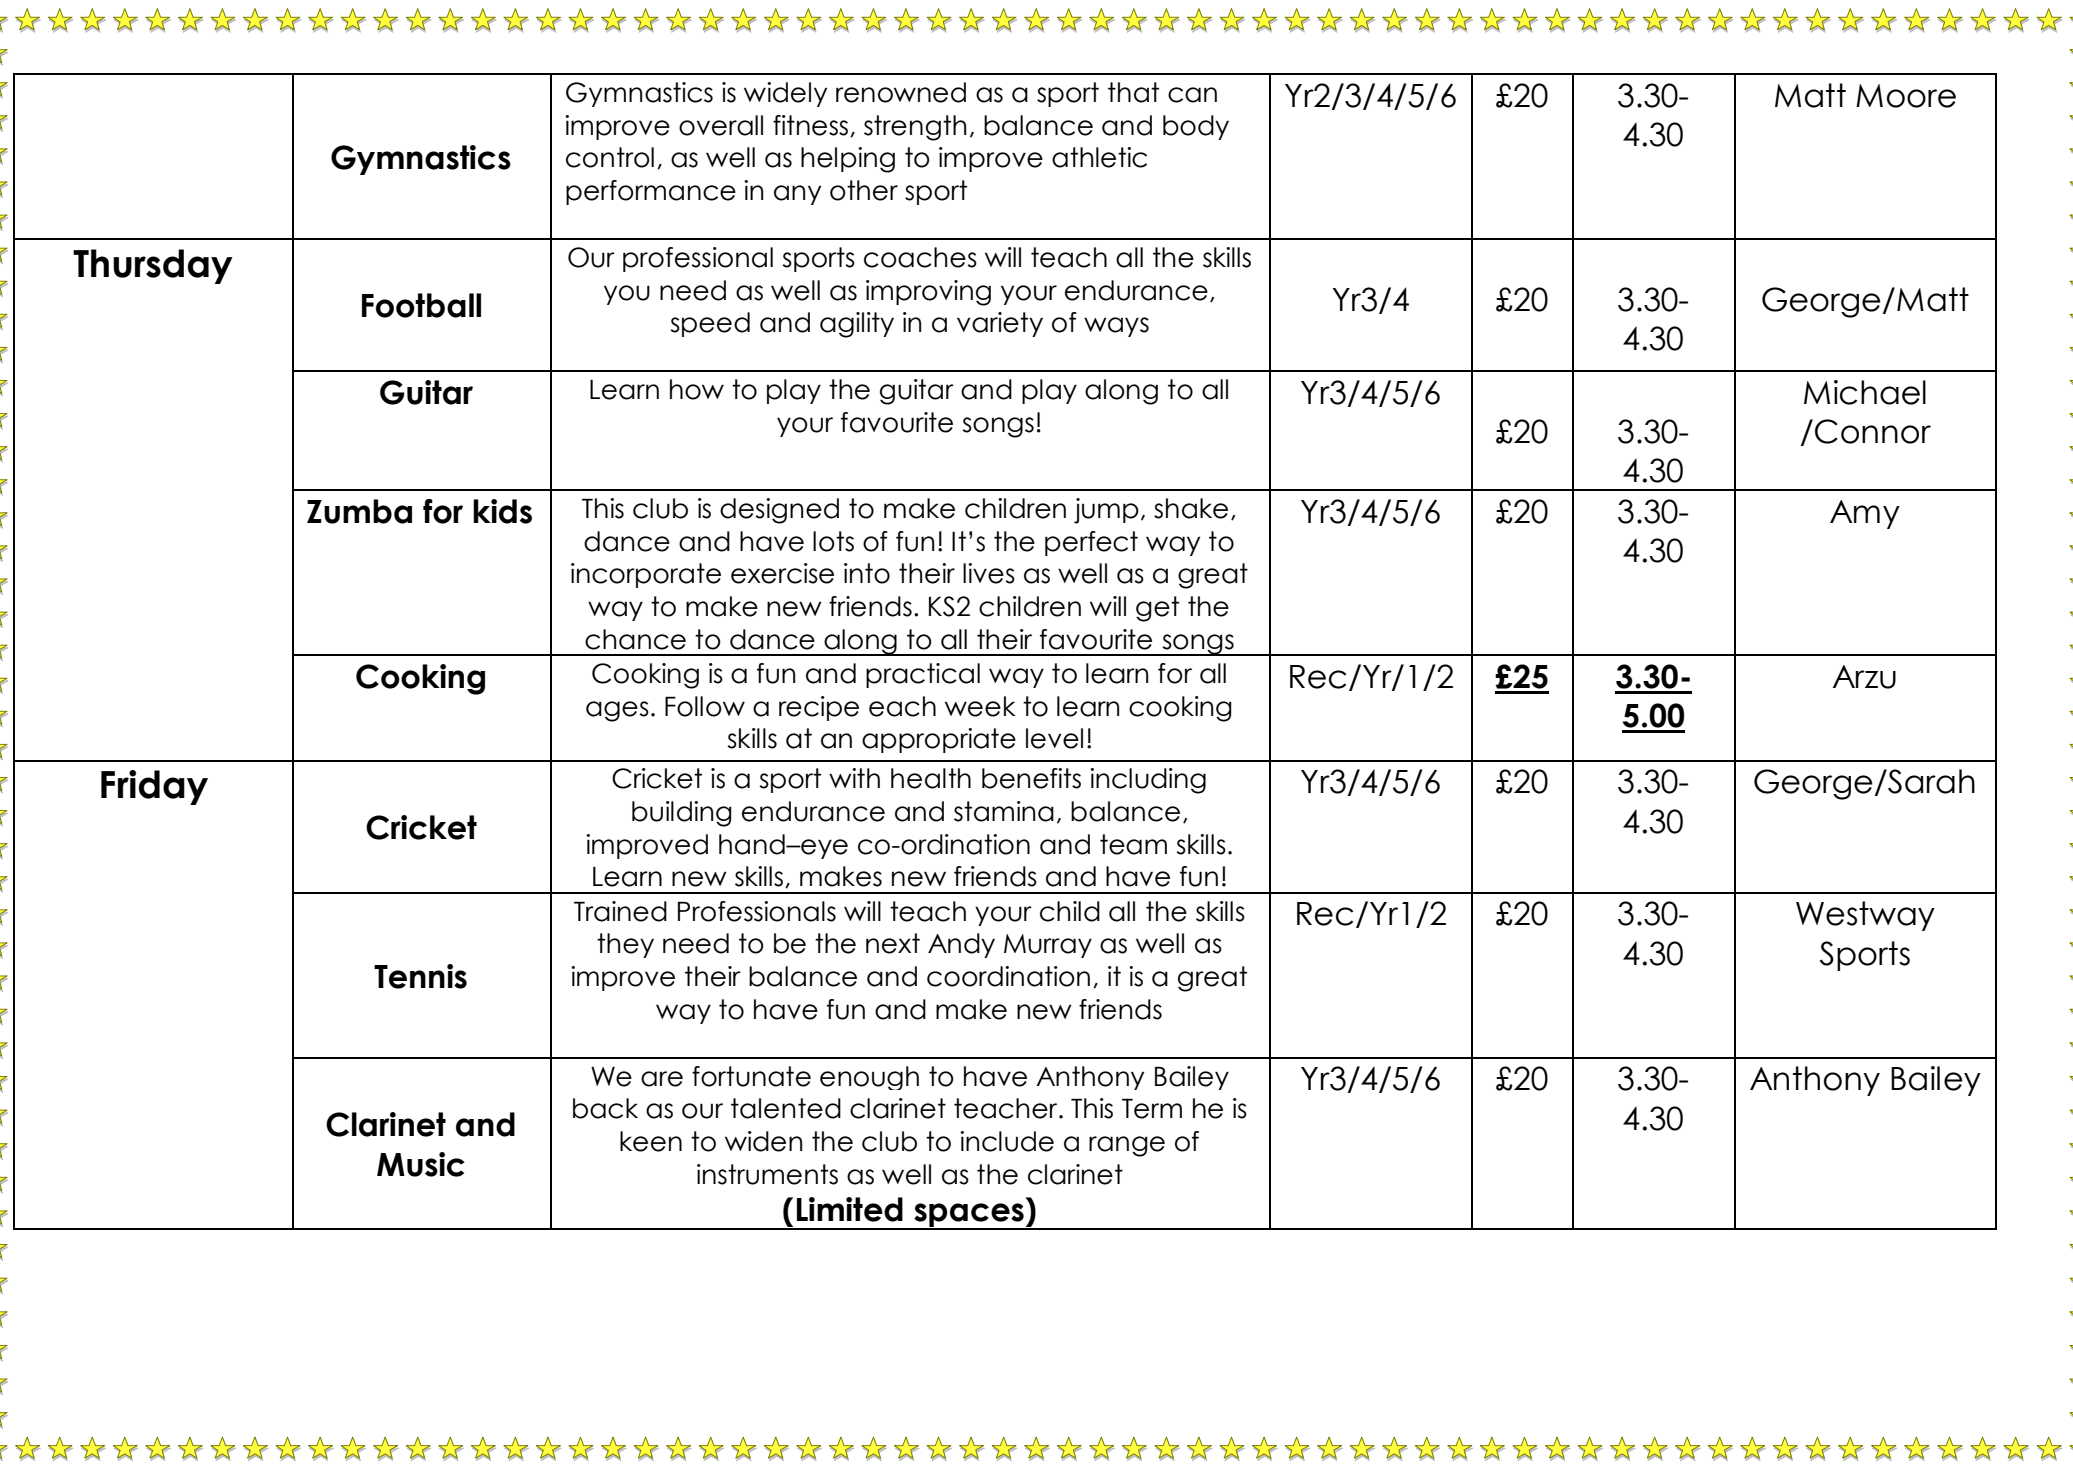 Gymnastics
Gymnastics is widely renowned as a sport that can
improve overall fitness, strength, balance and body
control, as well as helping to improve athletic
performance in any other sport
Yr2/3/4/5/6
£20
3.30-
4.30
Matt Moore
Thursday
Football
Our professional sports coaches will teach all the skills
you need as well as improving your endurance,
speed and agility in a variety of ways
Yr3/4
£20
3.30-
4.30
George/Matt
Guitar
Learn how to play the guitar and play along to all
your favourite songs!
Yr3/4/5/6
£20
3.30-
4.30
Michael
/Connor
Zumba for kids
This club is designed to make children jump, shake,
dance and have lots of fun! It’s the perfect way to
incorporate exercise into their lives as well as a great
way to make new friends. KS2 children will get the
chance to dance along to all their favourite songs
Yr3/4/5/6
£20
3.30-
4.30
Amy
Cooking
Cooking is a fun and practical way to learn for all
ages. Follow a recipe each week to learn cooking
skills at an appropriate level!
Rec/Yr/1/2
£25
3.30-
5.00
Arzu
Friday
Cricket
Cricket is a sport with health benefits including
building endurance and stamina, balance,
improved hand–eye co-ordination and team skills.
Learn new skills, makes new friends and have fun!
Yr3/4/5/6
£20
3.30-
4.30
George/Sarah
Tennis
Trained Professionals will teach your child all the skills
they need to be the next Andy Murray as well as
improve their balance and coordination, it is a great
way to have fun and make new friends
Rec/Yr1/2
£20
3.30-
4.30
Westway
Sports
Clarinet and
Music
We are fortunate enough to have Anthony Bailey
back as our talented clarinet teacher. This Term he is
keen to widen the club to include a range of
instruments as well as the clarinet
(Limited spaces)
Yr3/4/5/6
£20
3.30-
4.30
Anthony Bailey